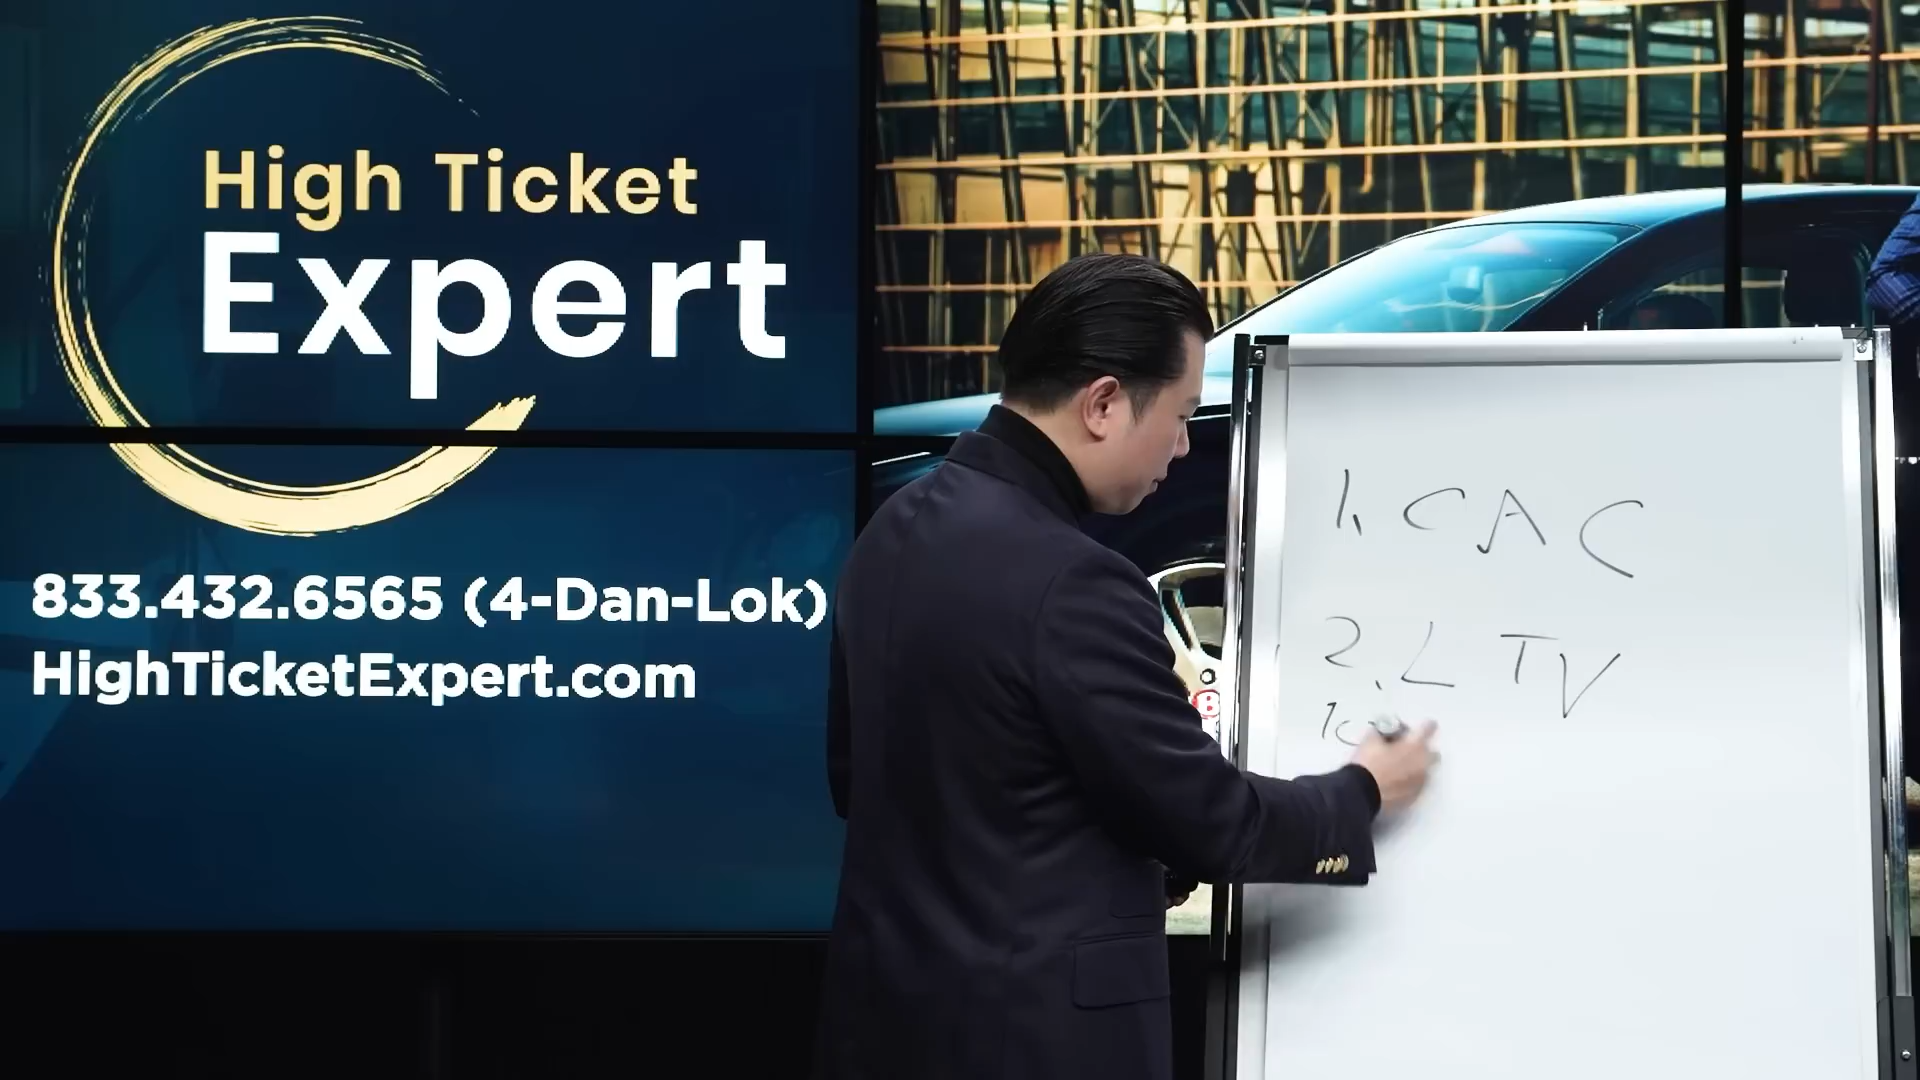 High Ticket
Expert
833.432.6565 (4-Dan-Lok)
HighTicketExpert.com
1. CAC
2. LTV